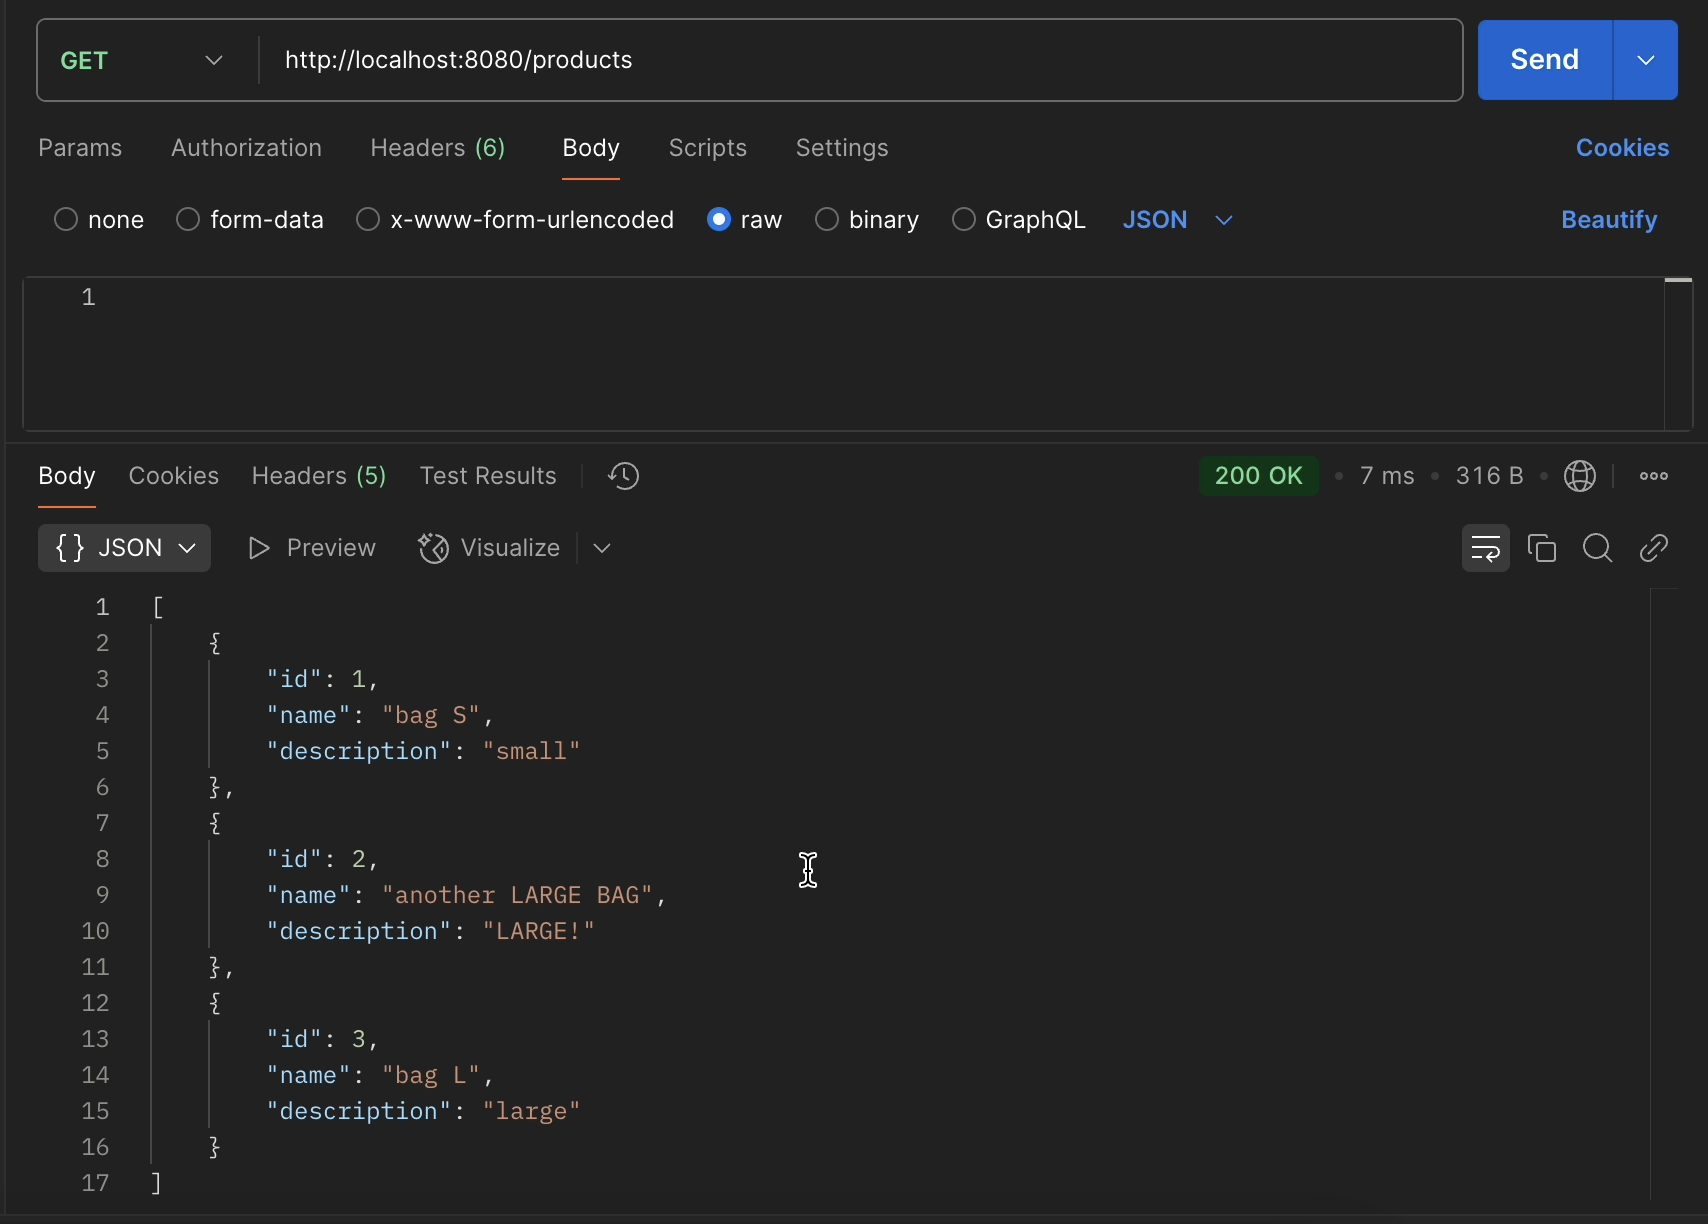 GET http://localhost:8080/products Send
Params Authorization Headers (6) Body Scripts Settings Cookies
none form-data x-www-form-urlencoded raw binary GraphQL JSON Beautify
1
Body Cookies Headers (5) Test Results 200 OK • 7 ms • 316 B •
{} JSON Preview Visualize
1 [
2 {
3 "id": 1,
4 "name": "bag S",
5 "description": "small"
6 },
7 {
8 "id": 2,
9 "name": "another LARGE BAG",
10 "description": "LARGE!"
11 },
12 {
13 "id": 3,
14 "name": "bag L",
15 "description": "large"
16 }
17 ]